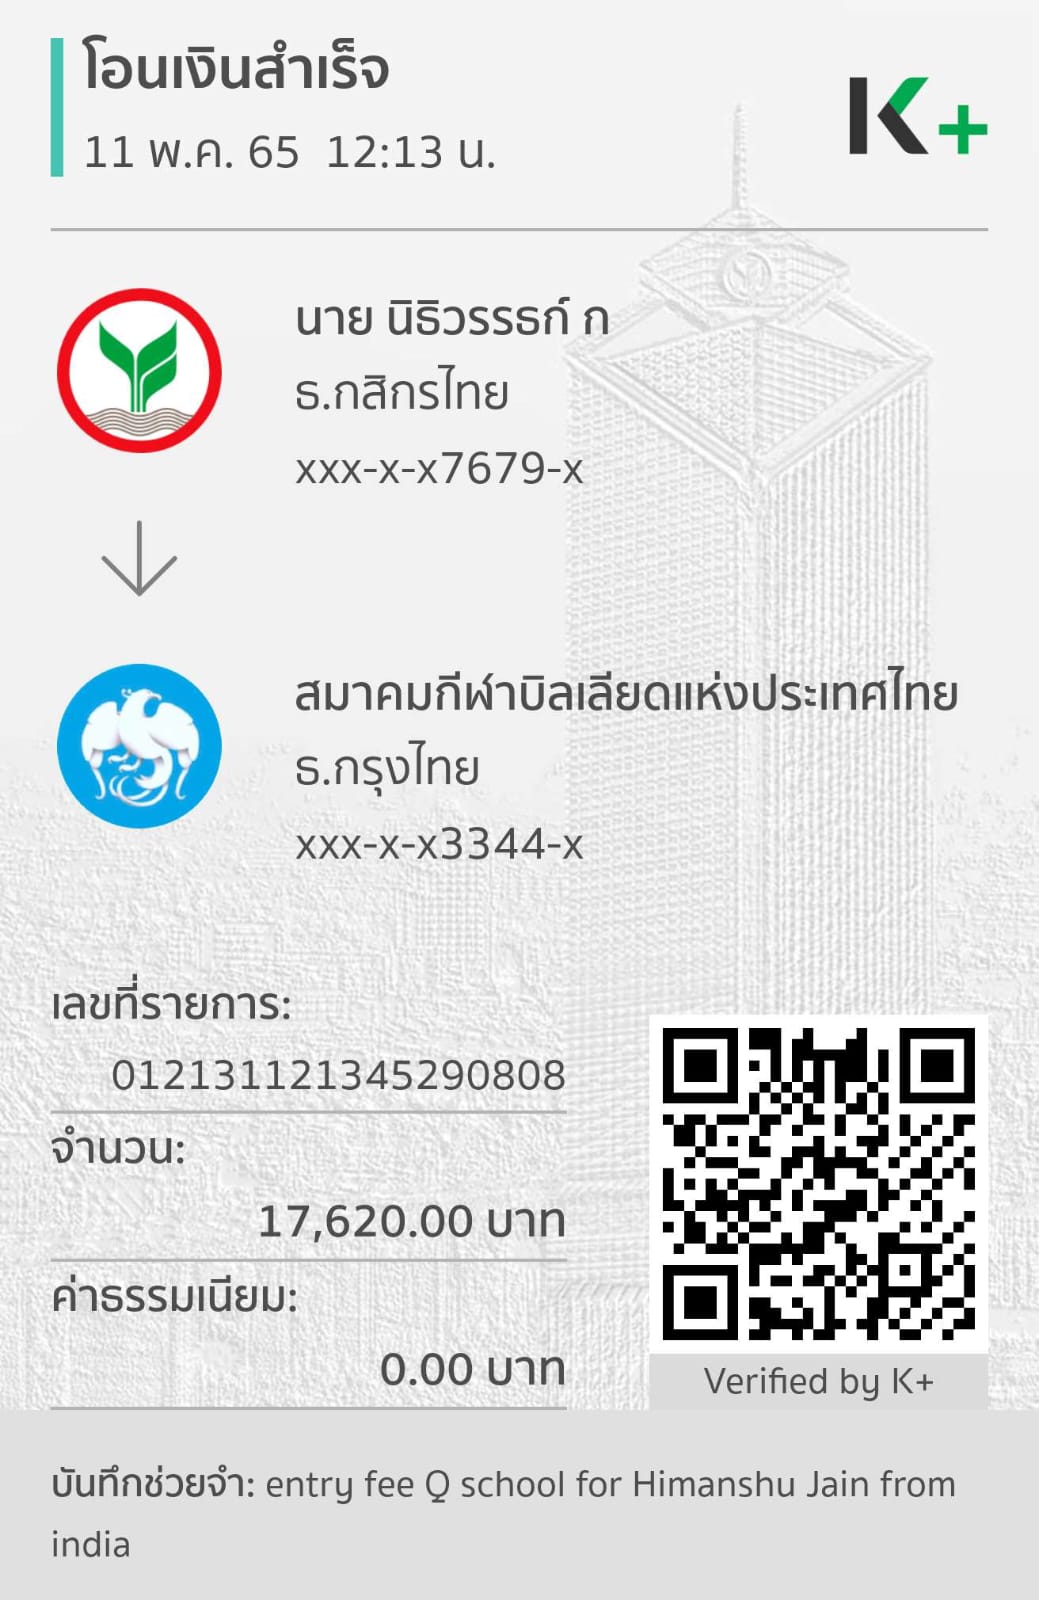 โอนเงินสำเร็จ
11 พ.ค. 65 12:13 น.
K+
นาย นิธิวรรธก์ ก
ธ.กสิกรไทย
xxx-x-x7679-x
สมาคมกีฬาบิลเลียดแห่งประเทศไทย
ธ.กรุงไทย
xxx-x-x3344-x
เลขที่รายการ:
012131121345290808
จำนวน:
17,620.00 บาท
ค่าธรรมเนียม:
0.00 บาท
Verified by K+
บันทึกช่วยจำ: entry fee Q school for Himanshu Jain from
india